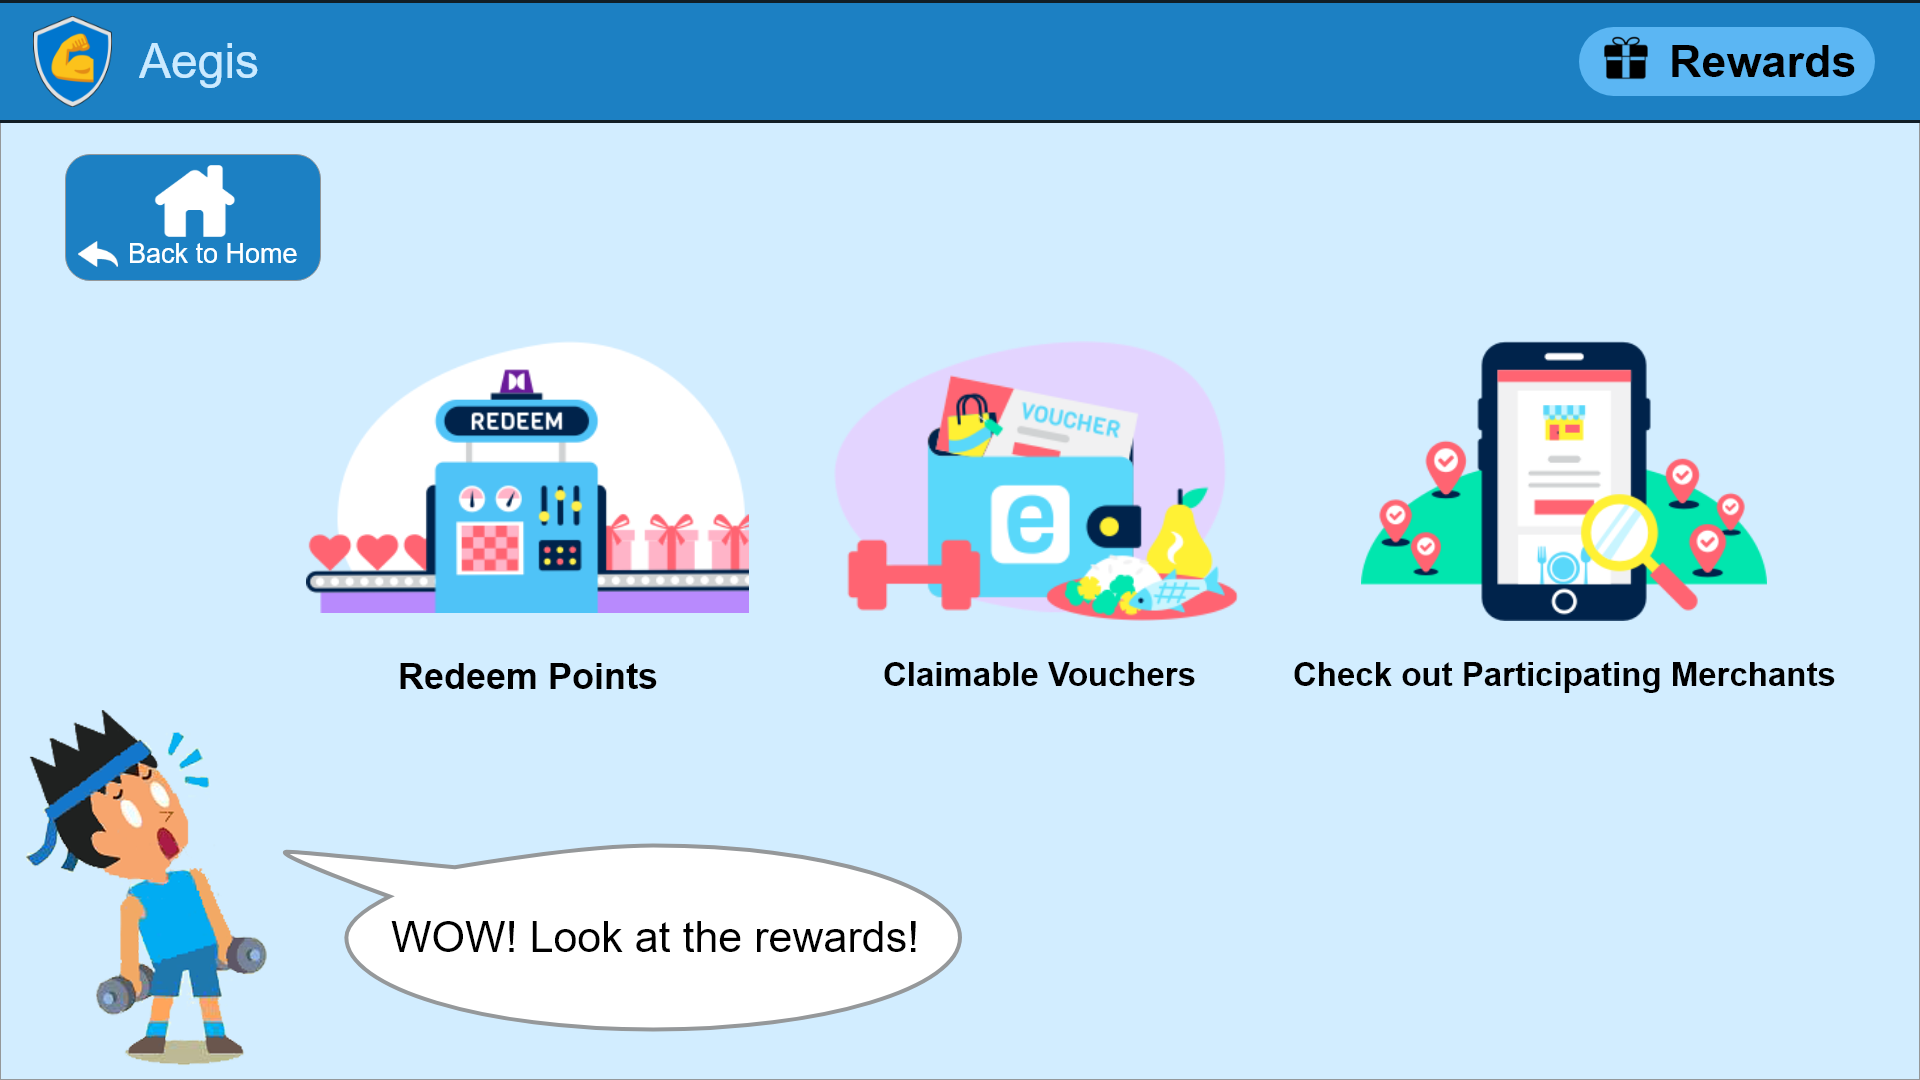 Aegis
Rewards
Back to Home
REDEEM
VOUCHER
e
Redeem Points
Claimable Vouchers
Check out Participating Merchants
WOW! Look at the rewards!